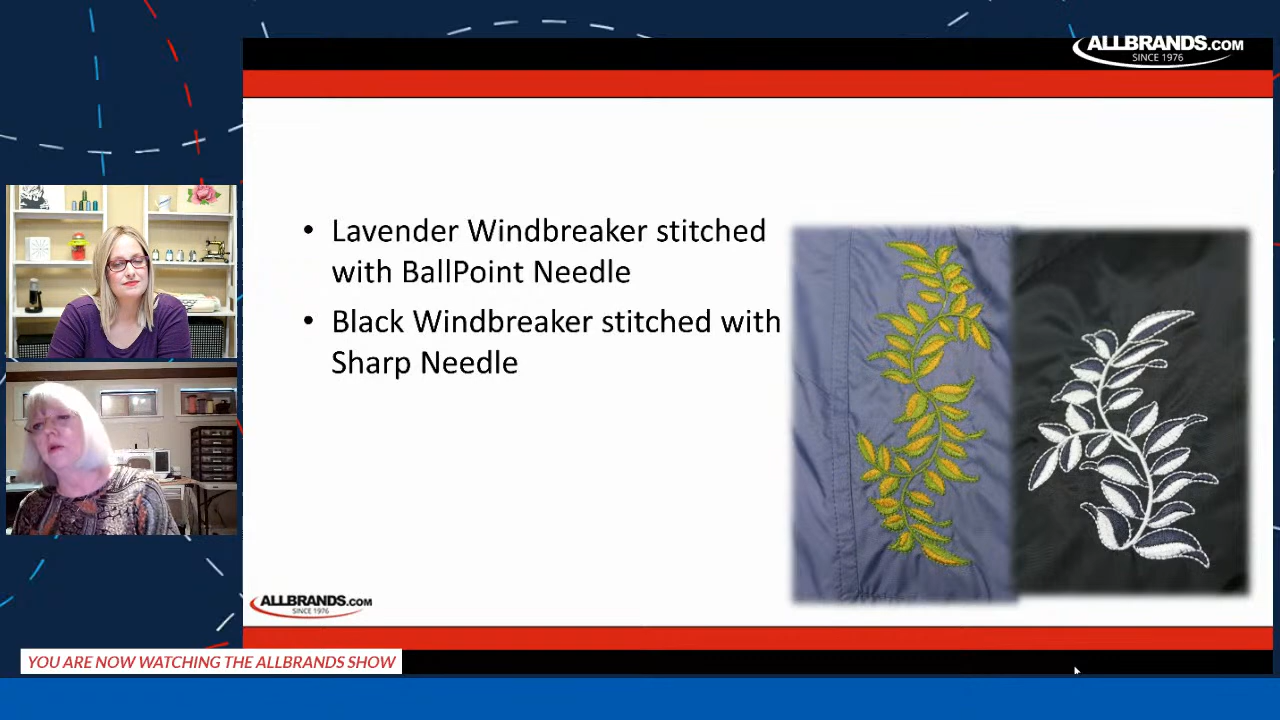 ALLBRANDS.COM
SINCE 1976
• Lavender Windbreaker stitched
with BallPoint Needle
• Black Windbreaker stitched with
Sharp Needle
ALLBRANDS.COM
SINCE 1976
YOU ARE NOW WATCHING THE ALLBRANDS SHOW